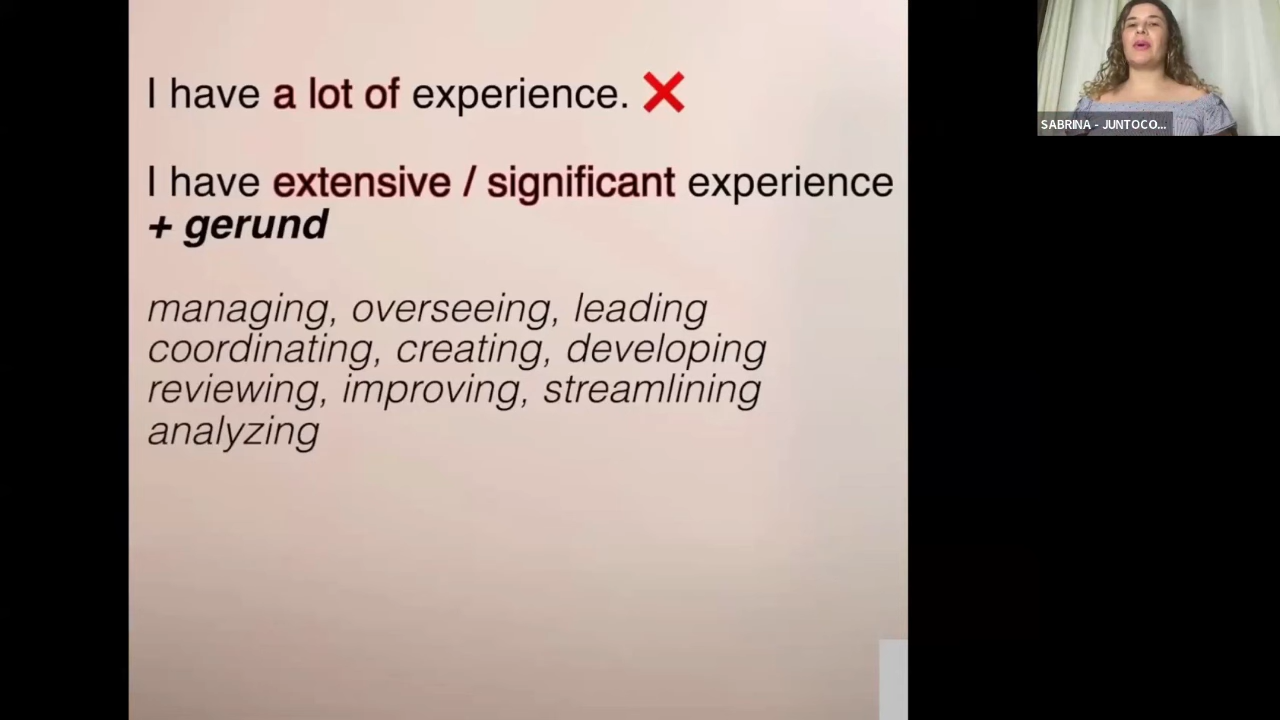 I have a lot of experience. ❌
I have extensive / significant experience
+ gerund
managing, overseeing, leading
coordinating, creating, developing
reviewing, improving, streamlining
analyzing
SABRINA - JUNTOCO...